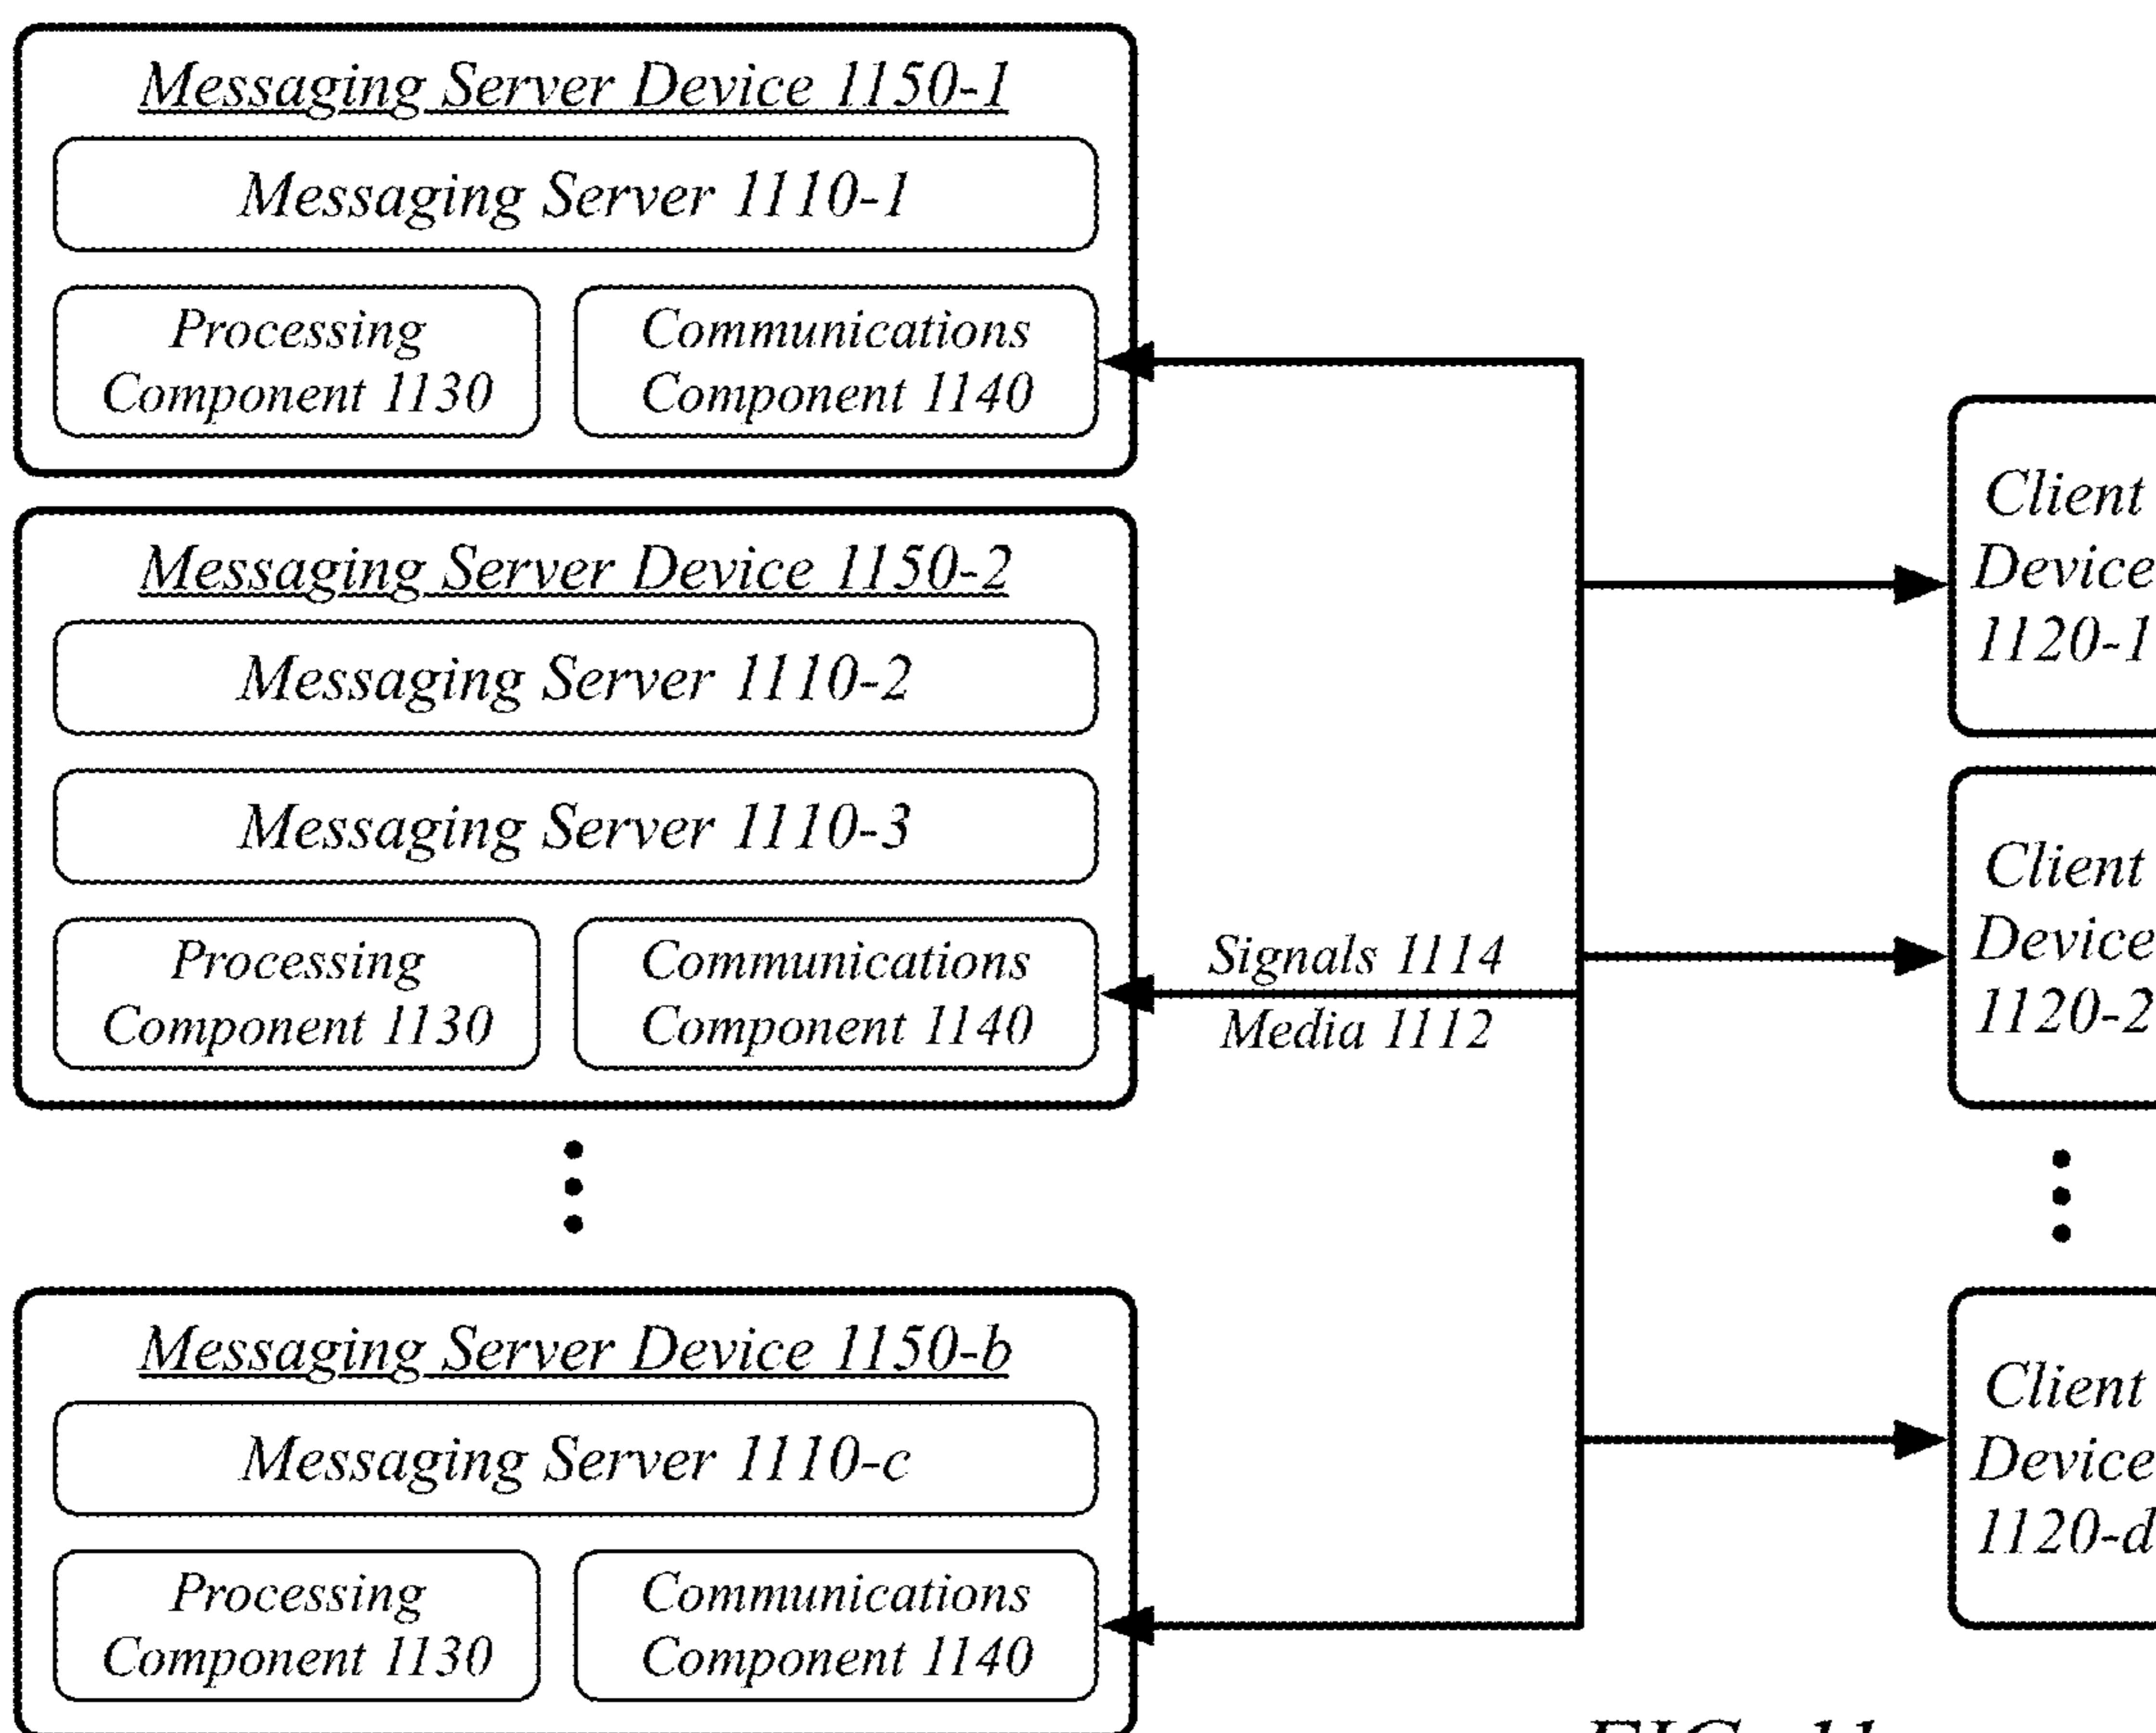 Messaging Server Device 1150-1
Messaging Server 1110-1
Processing
Component 1130
Communications
Component 1140
Messaging Server Device 1150-2
Messaging Server 1110-2
Messaging Server 1110-3
Processing
Component 1130
Communications
Component 1140
Signals 1114
Media 1112
Messaging Server Device 1150-b
Messaging Server 1110-c
Processing
Component 1130
Communications
Component 1140
Client
Device
1120-1
Client
Device
1120-2
Client
Device
1120-d
FIG. 11